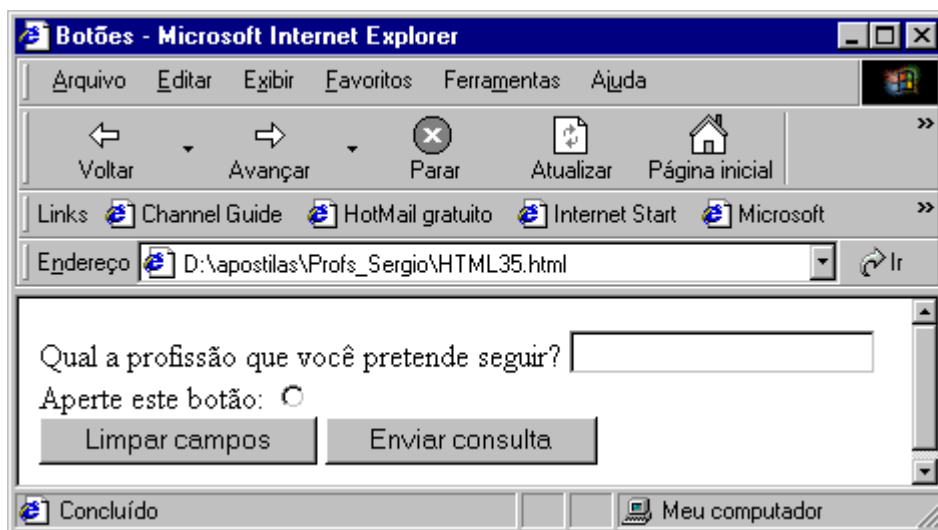 Botões - Microsoft Internet Explorer
Arquivo Editar Exibir Favoritos Ferramentas Ajuda
Voltar Avançar Parar Atualizar Página inicial »
Links Channel Guide HotMail gratuito Internet Start Microsoft »
Endereço D:\apostilas\Profs_Sergio\HTML35.html Ir
Qual a profissão que você pretende seguir?
Aperte este botão:
Limpar campos Enviar consulta
Concluído Meu computador